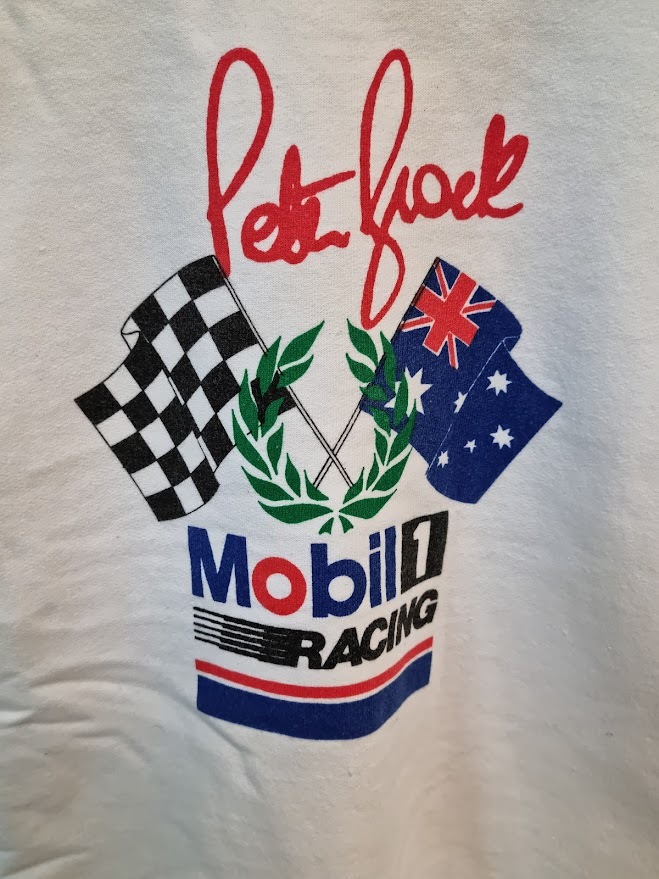 Peter Brock
Mobil 1
RACING